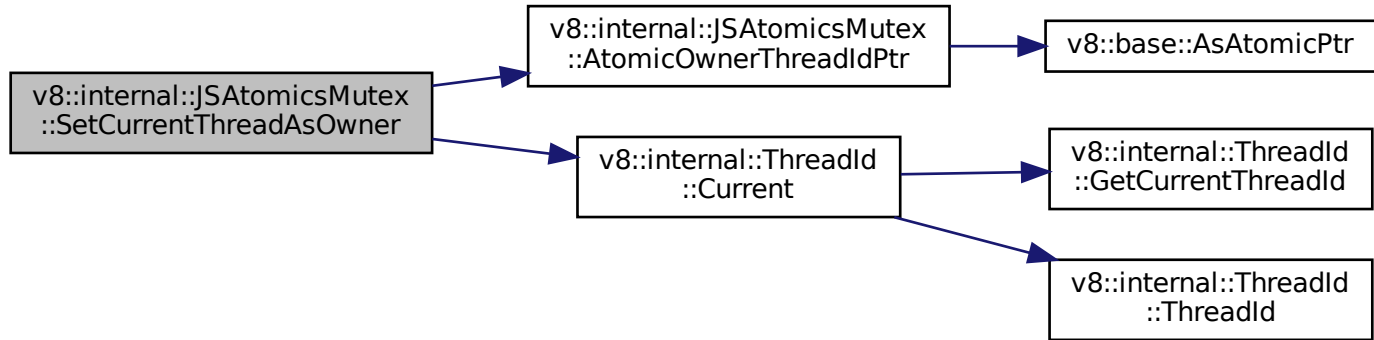 v8::internal::JSAtomicsMutex
::SetCurrentThreadAsOwner
v8::internal::JSAtomicsMutex
::AtomicOwnerThreadIdPtr
v8::base::AsAtomicPtr
v8::internal::ThreadId
::Current
v8::internal::ThreadId
::GetCurrentThreadId
v8::internal::ThreadId
::ThreadId